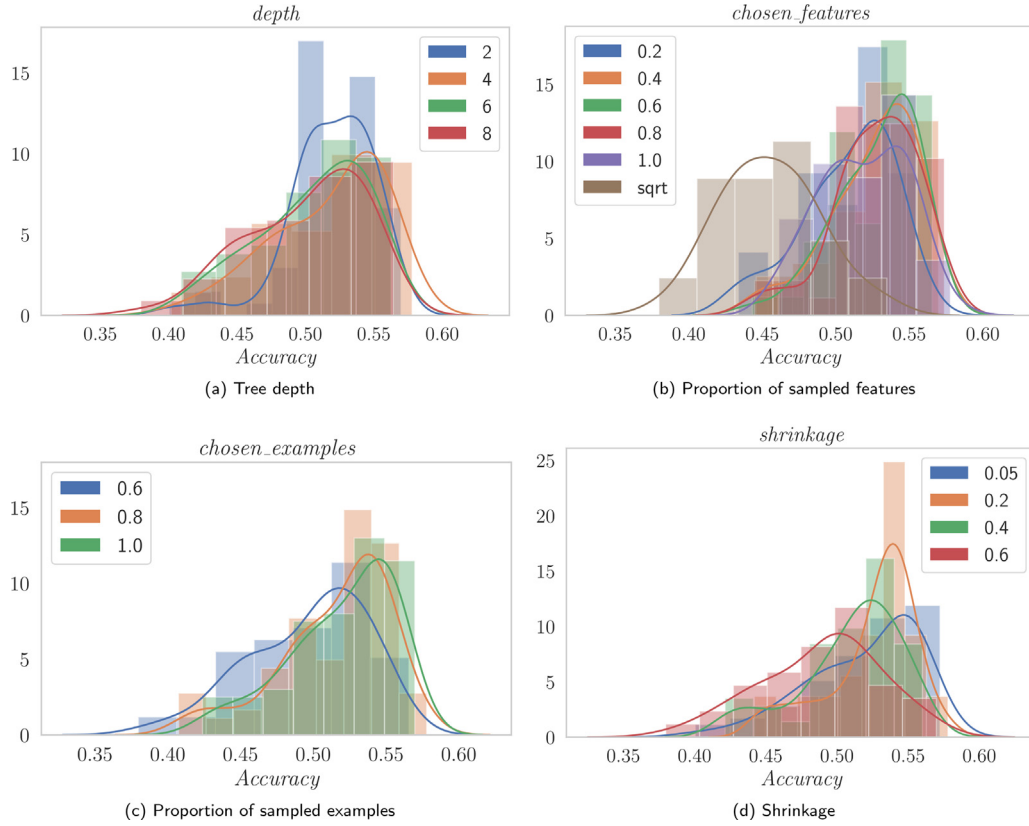 depth
2
4
6
8
15
10
5
0
0.35 0.40 0.45 0.50 0.55 0.60
Accuracy
(a) Tree depth
chosen_features
0.2
0.4
0.6
0.8
1.0
sqrt
15
10
5
0
0.40 0.45 0.50 0.55 0.60
Accuracy
(b) Proportion of sampled features
chosen_examples
0.6
0.8
1.0
15
10
5
0
0.35 0.40 0.45 0.50 0.55 0.60
Accuracy
(c) Proportion of sampled examples
shrinkage
0.05
0.2
0.4
0.6
25
20
15
10
5
0
0.35 0.40 0.45 0.50 0.55 0.60
Accuracy
(d) Shrinkage